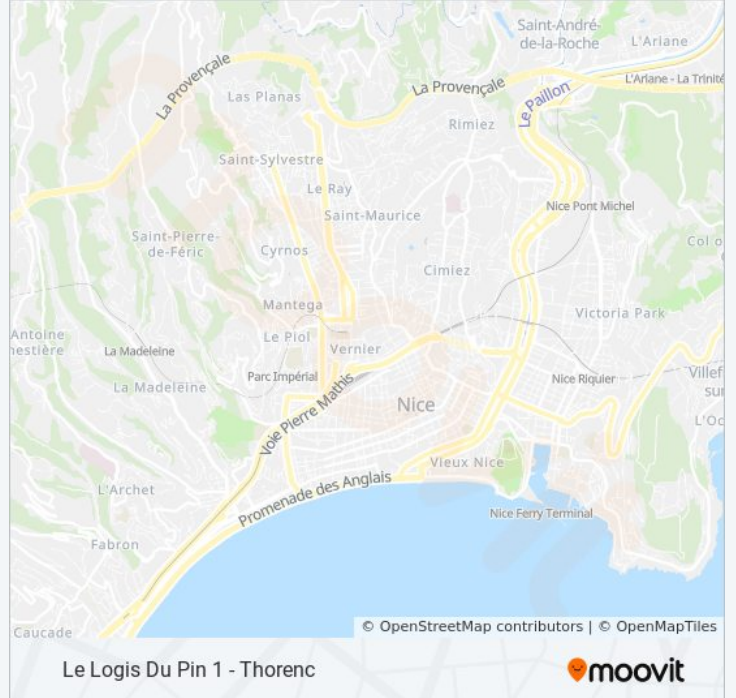 Saint-André-
de-la-Roche
L'Ariane
La Provençale
La Provençale
L'Ariane - La Trinité
Las Planas
Le Paillon
Rimiez
Saint-Sylvestre
Le Ray
Nice Pont Michel
Saint-Maurice
Saint-Pierre-
de-Féric
Cyrnos
Col
Cimiez
Mantega
Victoria Park
Antoine
Le Piol
La Madeleine
Vernier
Parc Impérial
Nice Riquier
La Madeleine
Nice
Voie Pierre Mathis
L'Archet
Vieux Nice
Promenade des Anglais
Nice Ferry Terminal
Fabron
© OpenStreetMap contributors | © OpenMapTiles
Caucade
Le Logis Du Pin 1 - Thorenc
moovit